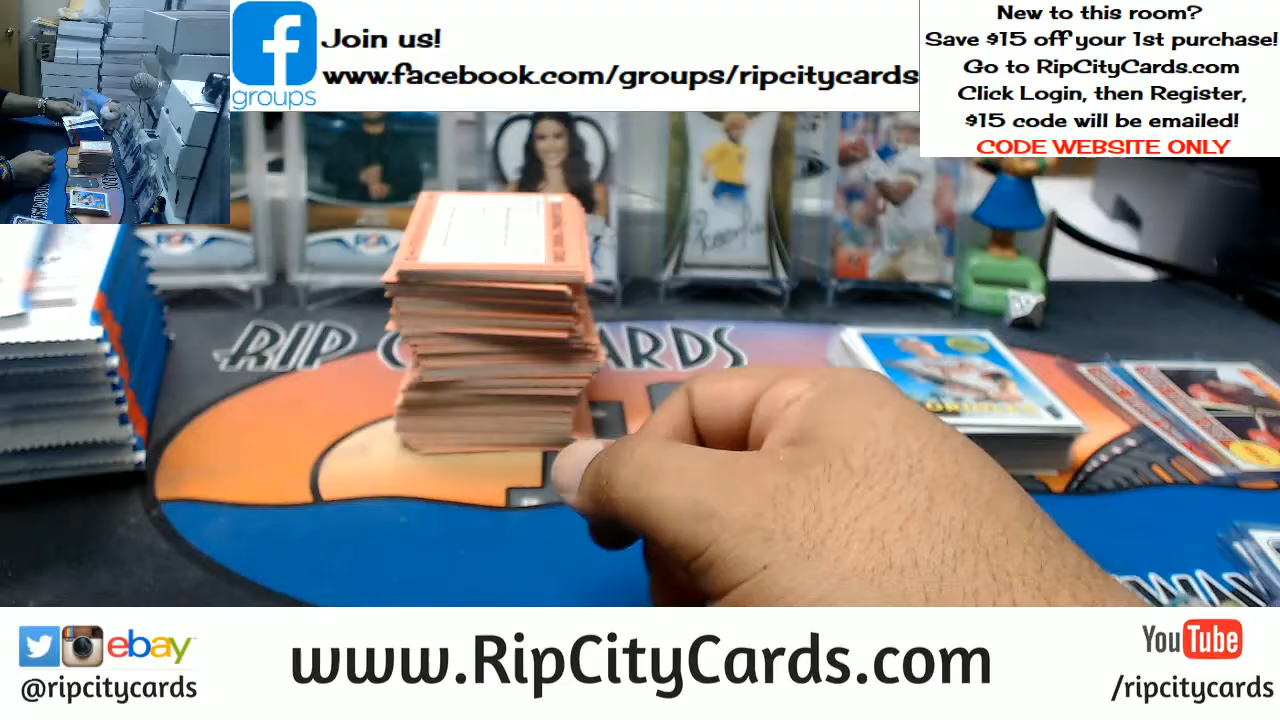 Join us!
www.facebook.com/groups/ripcitycards
groups
New to this room?
Save $15 off your 1st purchase!
Go to RipCityCards.com
Click Login, then Register,
$15 code will be emailed!
CODE WEBSITE ONLY
RIP C ARDS
ORIOLES
ebay
@ripcitycards
www.RipCityCards.com
YouTube
/ripcitycards